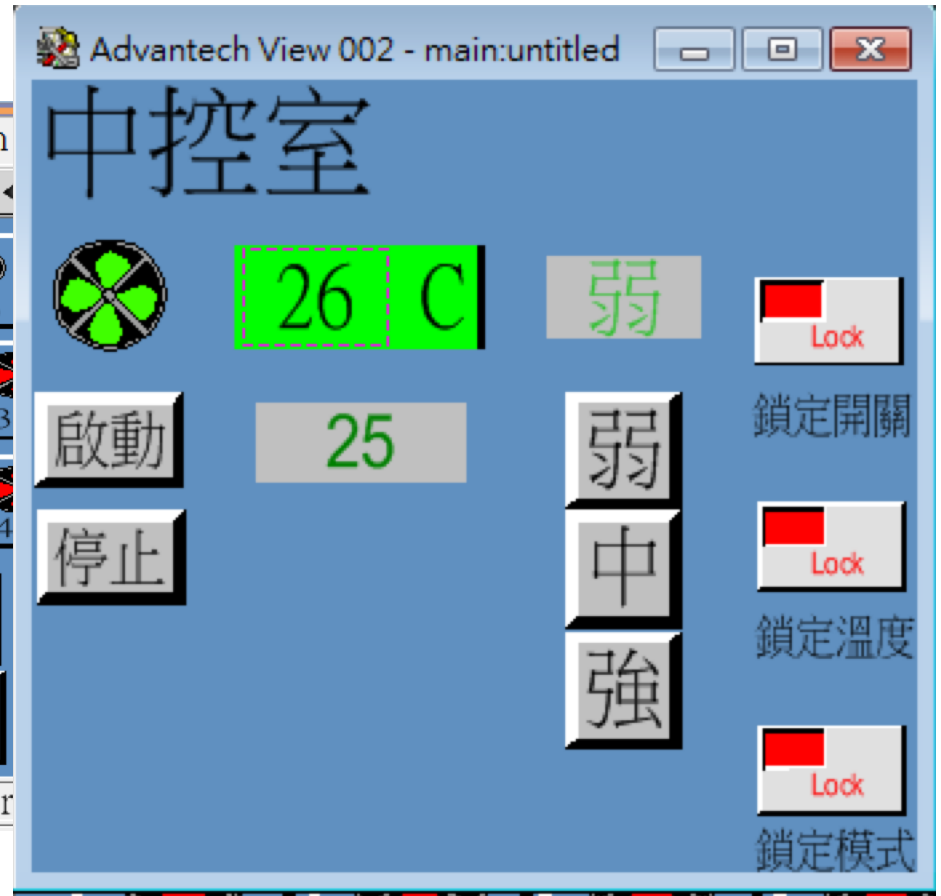 Advantech View 002 - main:untitled
中控室
26 C
弱
Lock
鎖定開關
啟動
25
弱
停止
中
Lock
鎖定溫度
強
Lock
鎖定模式